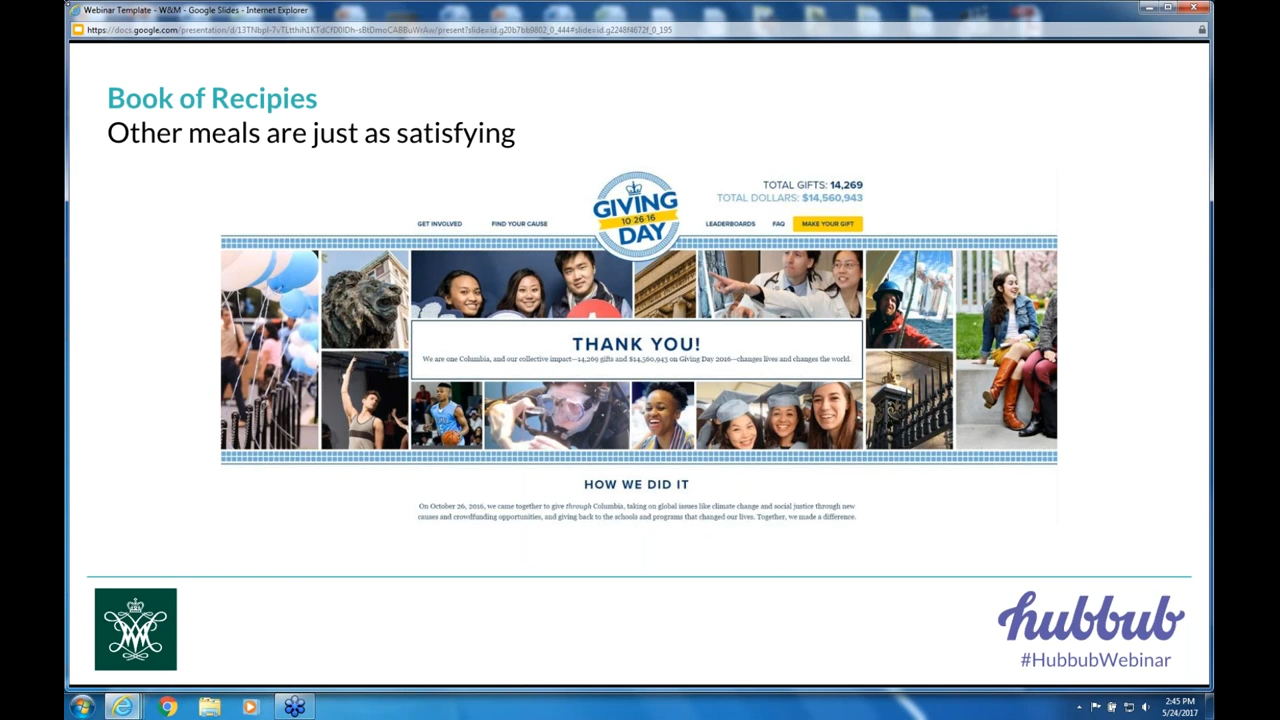 Webinar Template - W&M - Google Slides - Internet Explorer
Book of Recipies
Other meals are just as satisfying
TOTAL GIFTS: 14,269
TOTAL DOLLARS: $14,560,943
GIVING
10 26 16
DAY
GET INVOLVED
FIND YOUR CAUSE
LEADERBOARDS
FAQ
MAKE YOUR GIFT
THANK YOU!
We are one Columbia, and our collective impact—14,269 gifts and $14,560,943 on Giving Day 2016—changes lives and changes the world.
HOW WE DID IT
On October 26, 2016, we came together to give through Columbia, taking on global issues like climate change and social justice through new
causes and crowdfunding opportunities, and giving back to the schools and programs that changed our lives. Together, we made a difference.
hubbub
#HubbubWebinar
2:45 PM
5/24/2017